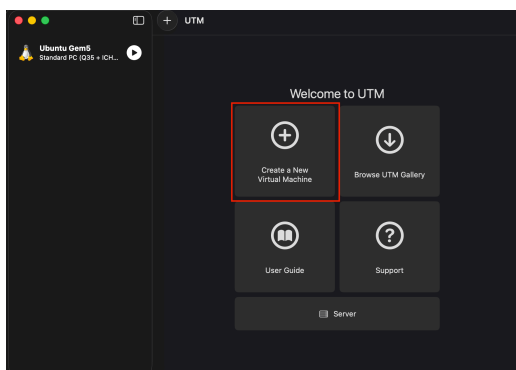 UTM
Ubuntu Gem5
Standard PC (Q35 + ICH...
Welcome to UTM
Create a New
Virtual Machine
Browse UTM Gallery
User Guide
Support
Server